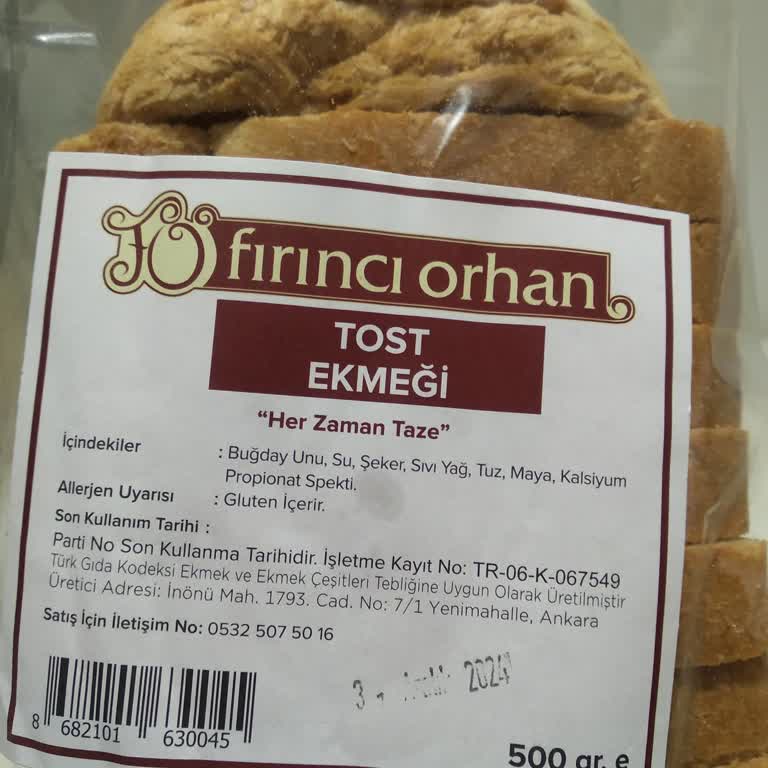 FO fırıncı orhan
TOST
EKMEĞİ
“Her Zaman Taze”
İçindekiler : Buğday Unu, Su, Şeker, Sıvı Yağ, Tuz, Maya, Kalsiyum
Propionat Spekti.
Allerjen Uyarısı : Gluten İçerir.
Son Kullanım Tarihi :
Parti No Son Kullanma Tarihidir. İşletme Kayıt No: TR-06-K-067549
Türk Gıda Kodeksi Ekmek ve Ekmek Çeşitleri Tebliğine Uygun Olarak Üretilmiştir
Üretici Adresi: İnönü Mah. 1793. Cad. No: 7/1 Yenimahalle, Ankara
Satış İçin İletişim No: 0532 507 50 16
3 - Aralık 2024
8 682101 630045
500 gr. e